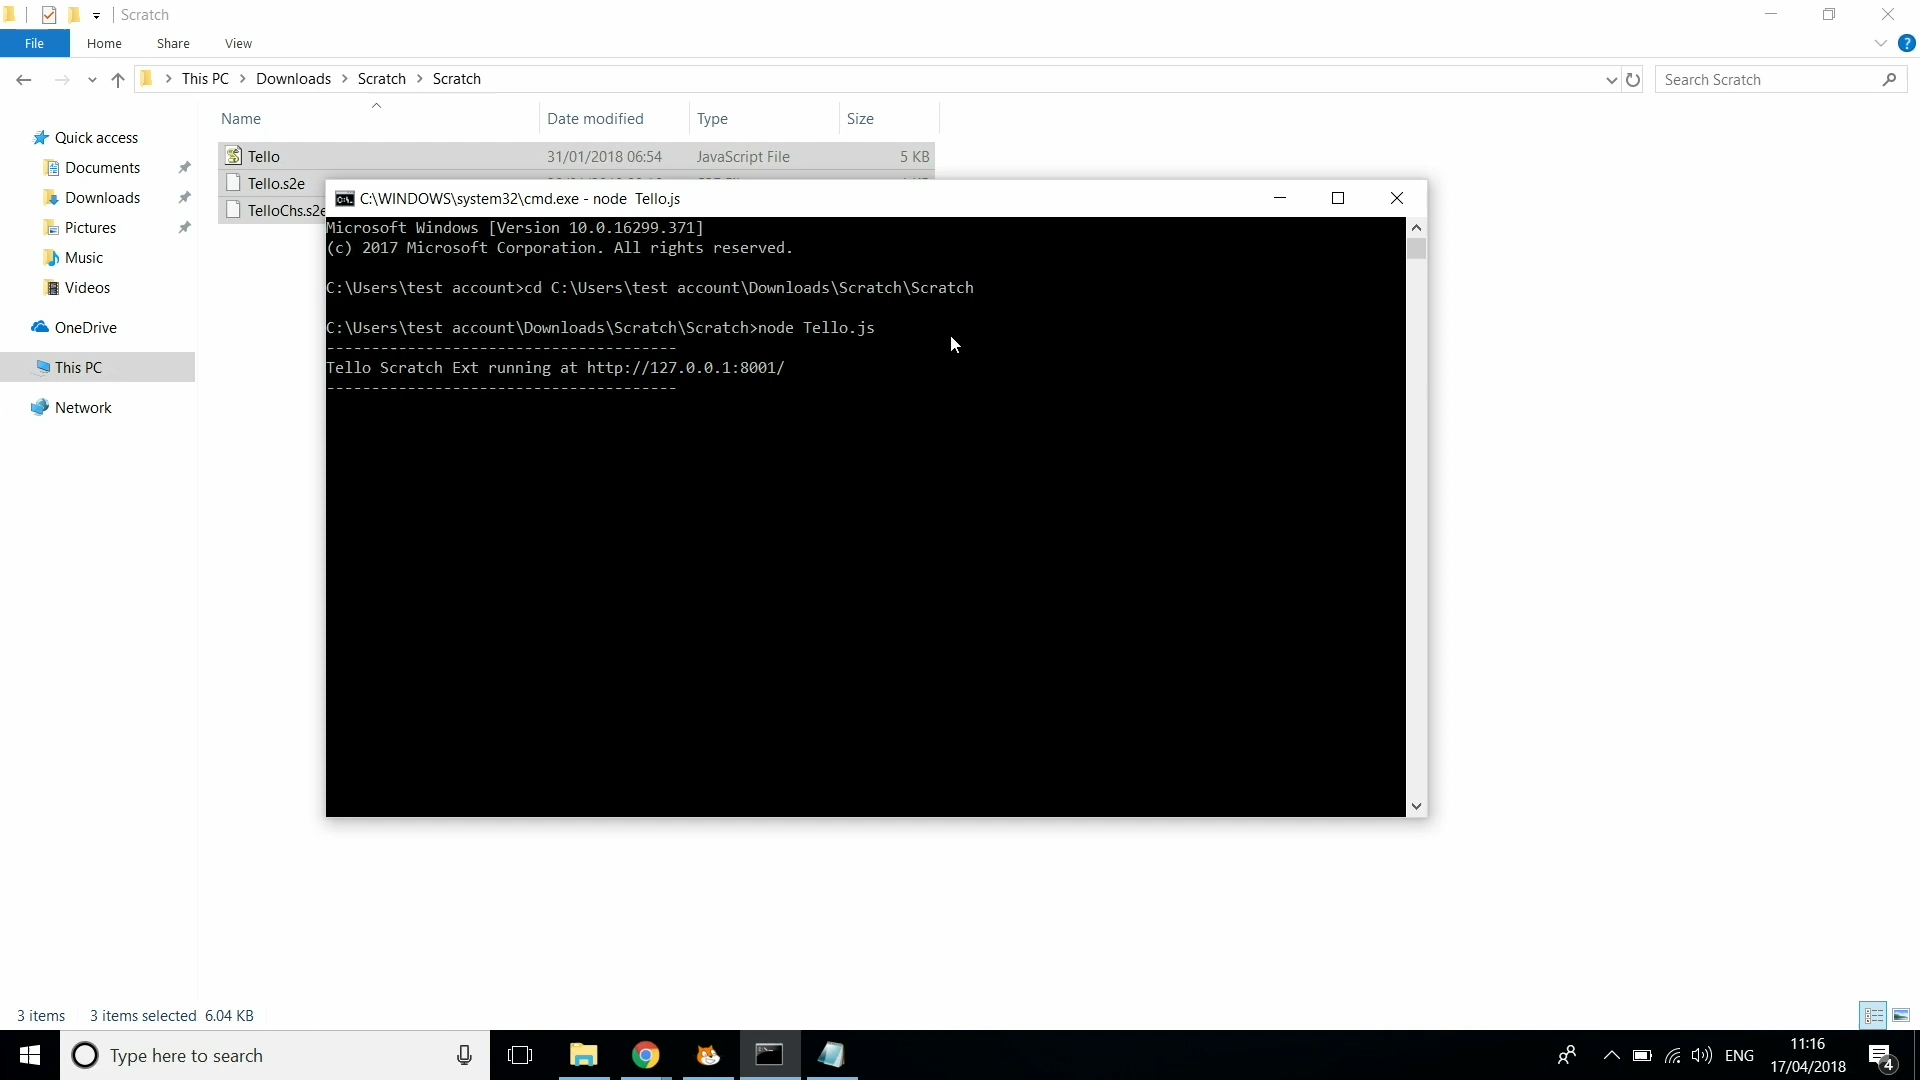 Scratch
File
Home
Share
View
This PC
Downloads
Scratch
Scratch
Search Scratch
Name
Date modified
Type
Size
Quick access
Documents
Downloads
Pictures
Music
Videos
OneDrive
This PC
Network
Tello
31/01/2018 06:54
JavaScript File
5 KB
Tello.s2e
TelloChs.s2e
C:\WINDOWS\system32\cmd.exe - node  Tello.js
Microsoft Windows [Version 10.0.16299.371]
(c) 2017 Microsoft Corporation. All rights reserved.
C:\Users\test account>cd C:\Users\test account\Downloads\Scratch\Scratch
C:\Users\test account\Downloads\Scratch\Scratch>node Tello.js
---------------------------------------
Tello Scratch Ext running at http://127.0.0.1:8001/
---------------------------------------
3 items
3 items selected  6.04 KB
Type here to search
ENG
11:16
17/04/2018
4